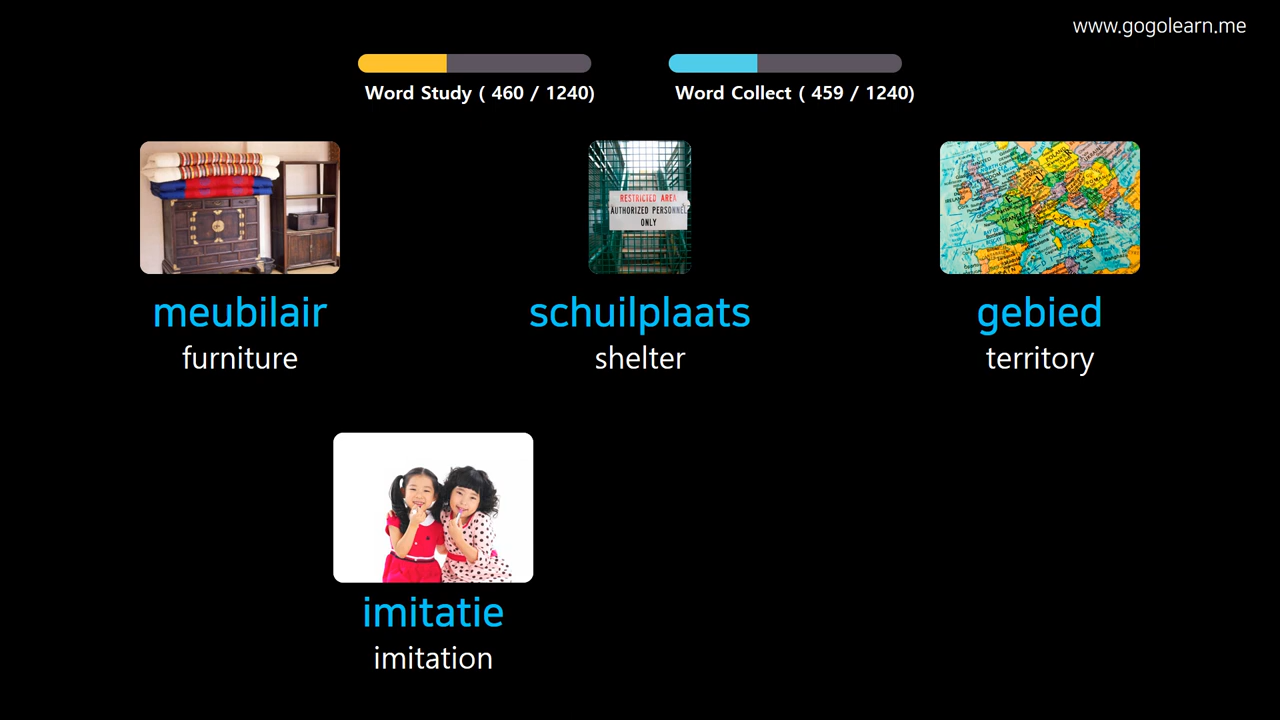 www.gogolearn.me
Word Study ( 460 / 1240)
Word Collect ( 459 / 1240)
RESTRICTED AREA
AUTHORIZED PERSONNEL
ONLY
meubilair
furniture
schuilplaats
shelter
gebied
territory
imitatie
imitation